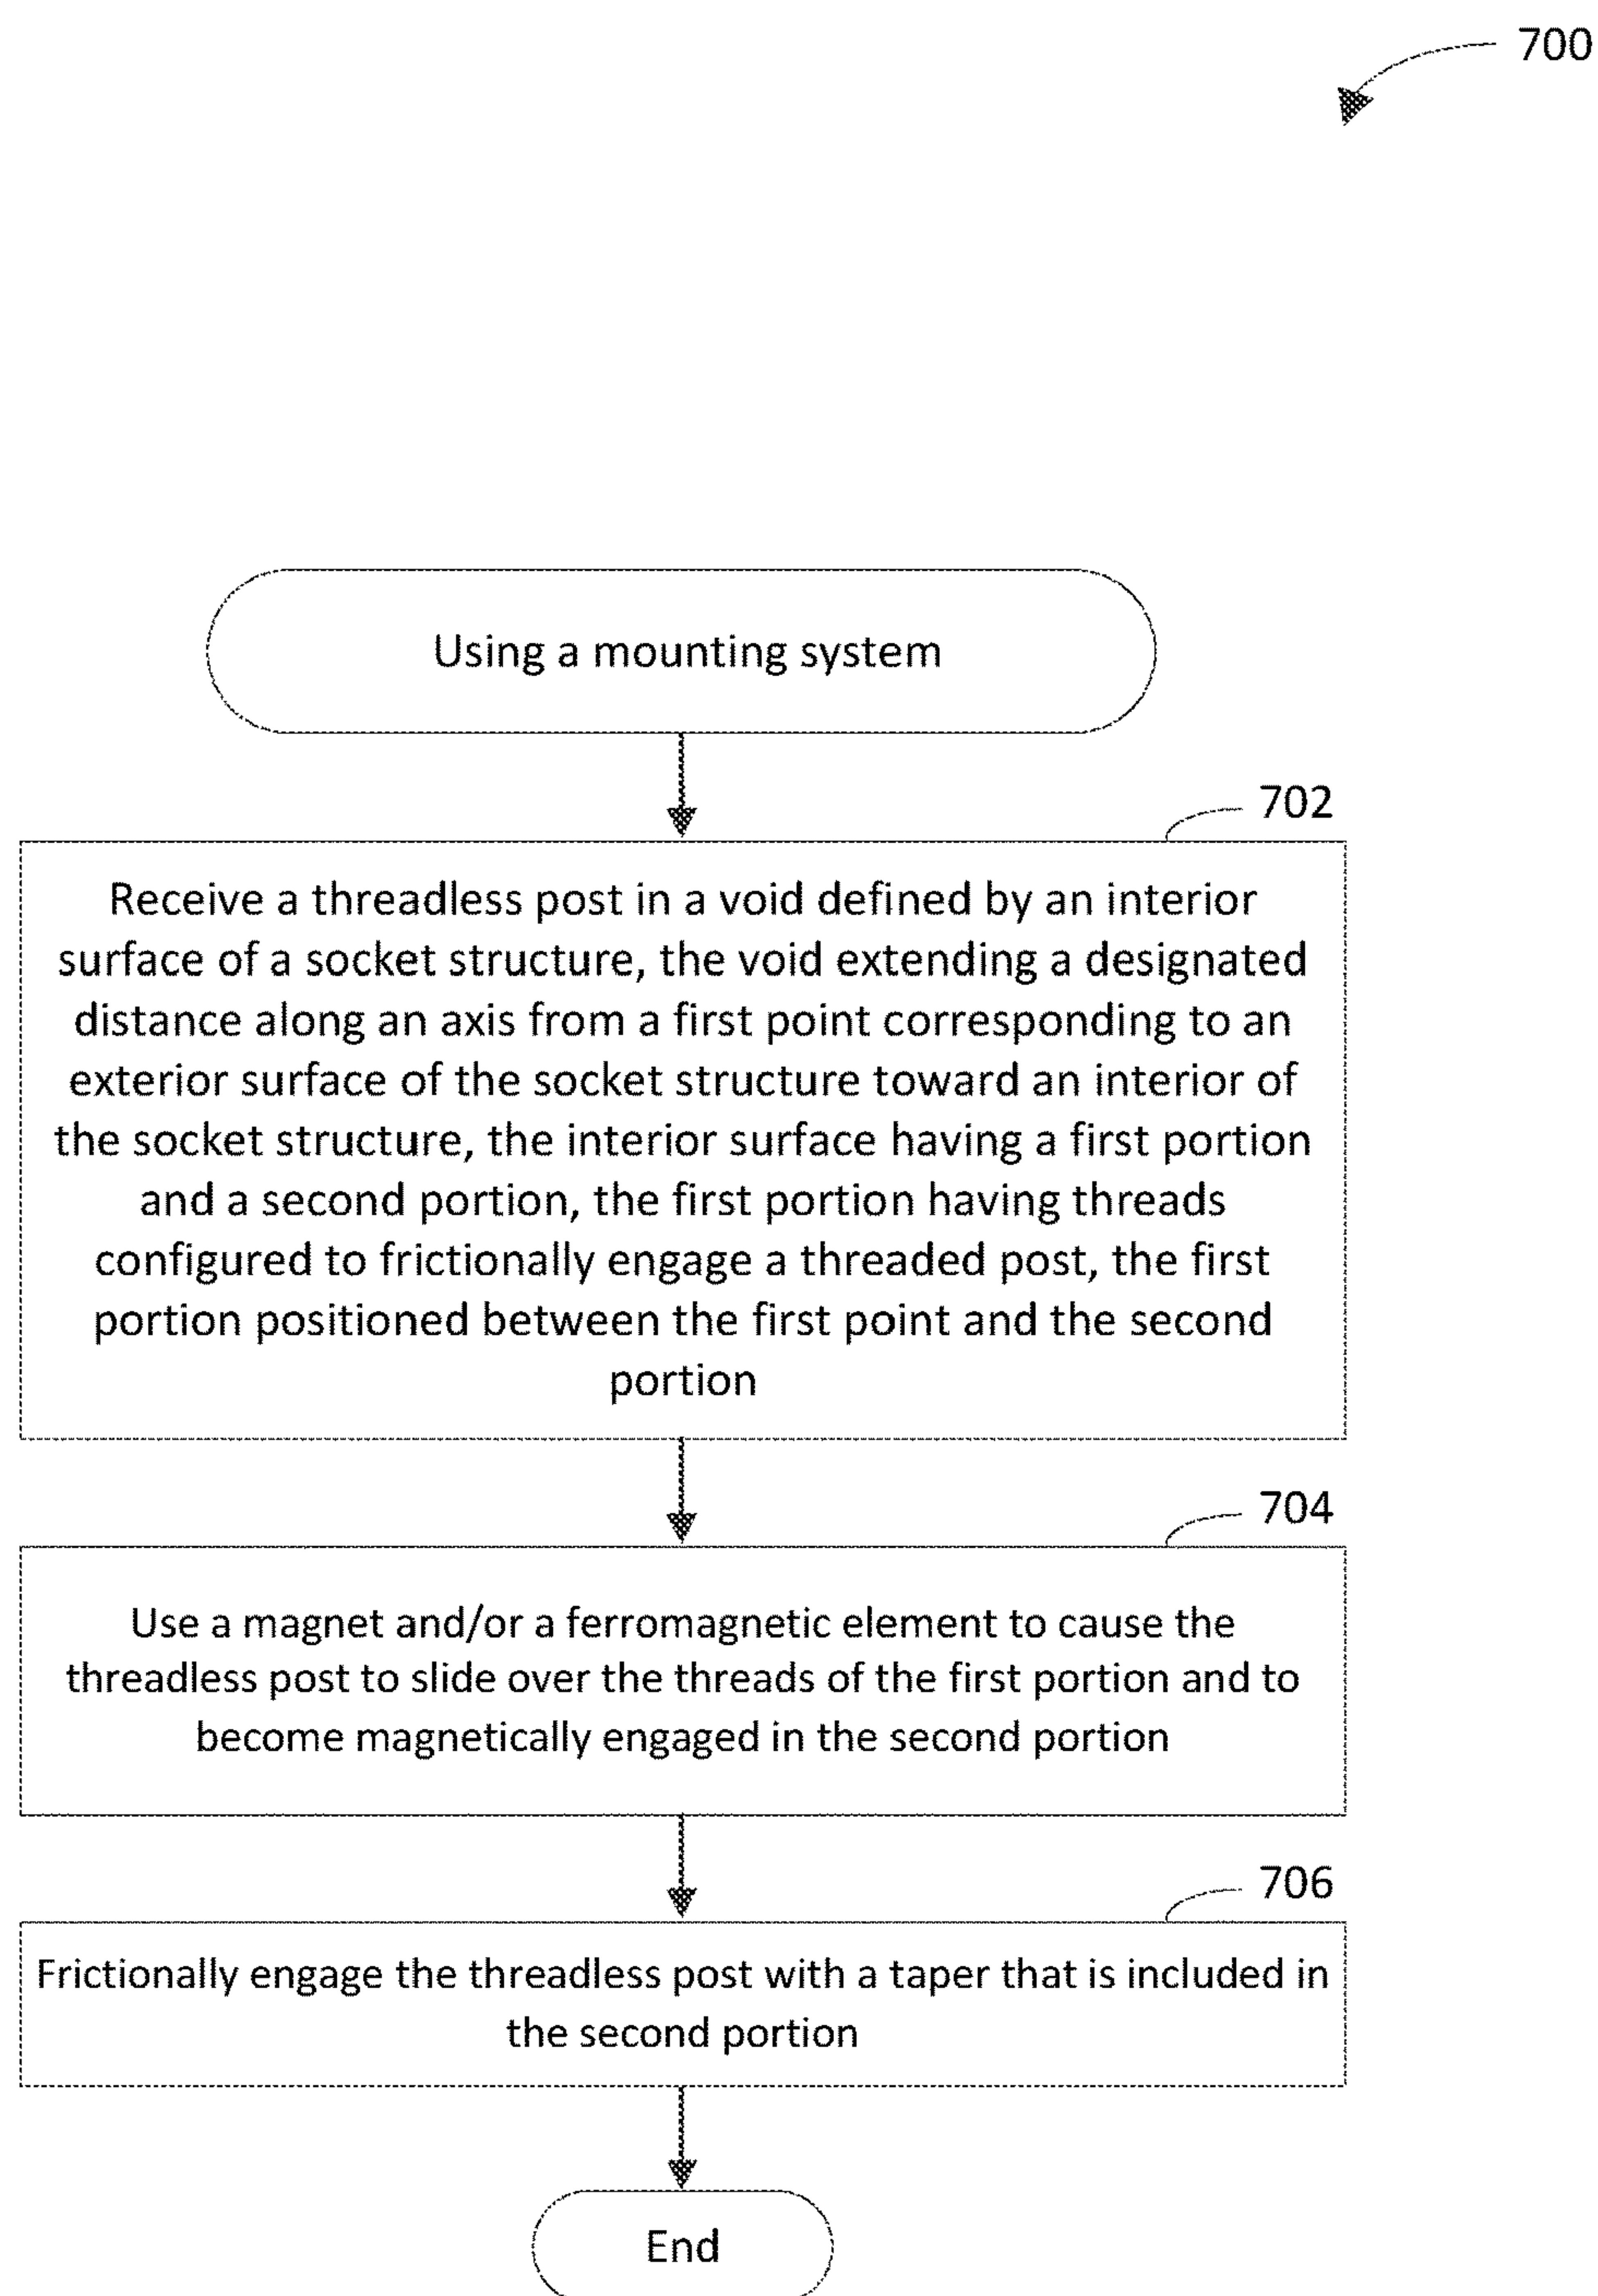 700
Using a mounting system
702
Receive a threadless post in a void defined by an interior
surface of a socket structure, the void extending a designated
distance along an axis from a first point corresponding to an
exterior surface of the socket structure toward an interior of
the socket structure, the interior surface having a first portion
and a second portion, the first portion having threads
configured to frictionally engage a threaded post, the first
portion positioned between the first point and the second
portion
704
Use a magnet and/or a ferromagnetic element to cause the
threadless post to slide over the threads of the first portion and to
become magnetically engaged in the second portion
706
Frictionally engage the threadless post with a taper that is included in
the second portion
End